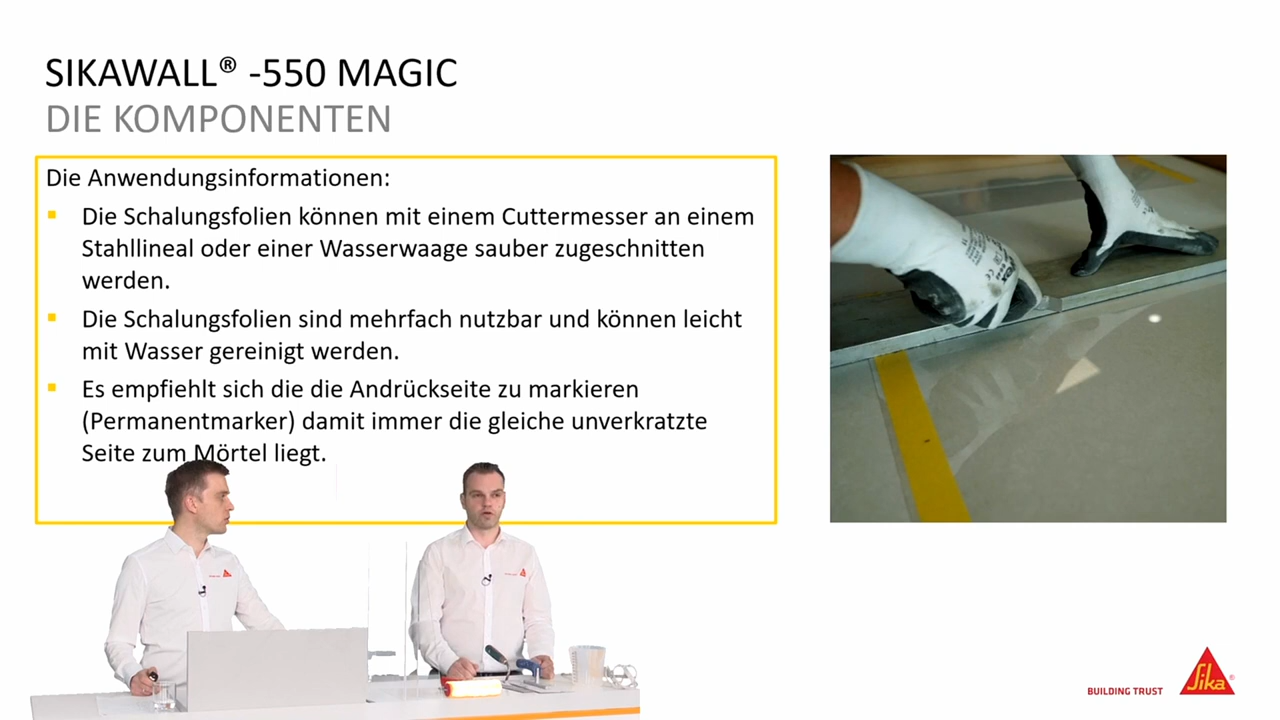 SIKAWALL® -550 MAGIC
DIE KOMPONENTEN
Die Anwendungsinformationen:
Die Schalungsfolien können mit einem Cuttermesser an einem
Stahllineal oder einer Wasserwaage sauber zugeschnitten
werden.
Die Schalungsfolien sind mehrfach nutzbar und können leicht
mit Wasser gereinigt werden.
Es empfiehlt sich die die Andrückseite zu markieren
(Permanentmarker) damit immer die gleiche unverkratzte
Seite zum Mörtel liegt.
BUILDING TRUST
Sika